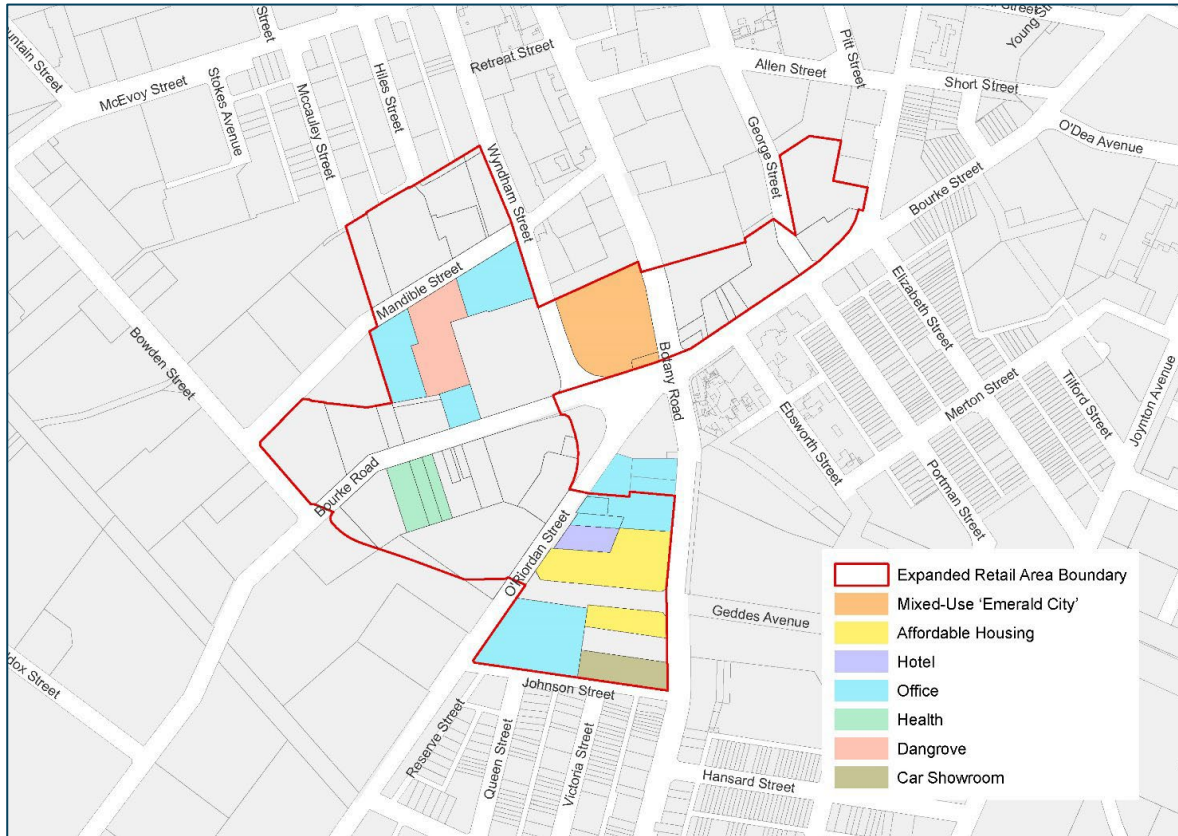 Street
Retreat Street
Pitt Street
Allen Street
Short Street
McEvoy Street
Stokes Avenue
Mccauley Street
Hiles Street
George Street
O'Dea Avenue
Wyndham Street
Bourke Street
Mandible Street
Elizabeth Street
Bowden Street
Botany Road
Merton Street
Tilford Street
Joynton Avenue
Ebsworth Street
Portman Street
Bourke Road
O'Riordan Street
Geddes Avenue
Johnson Street
Reserve Street
Queen Street
Victoria Street
Hansard Street
Expanded Retail Area Boundary
Mixed-Use 'Emerald City'
Affordable Housing
Hotel
Office
Health
Dangrove
Car Showroom